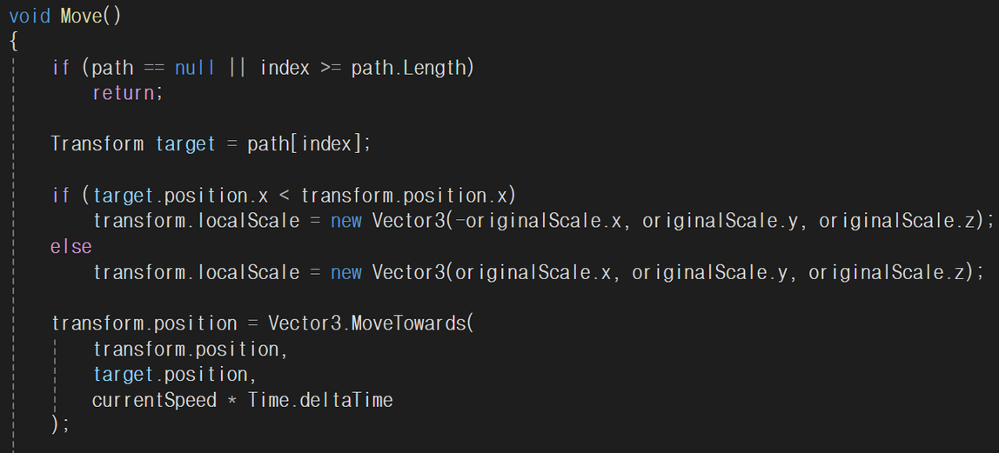 void Move()
{
if (path == null || index >= path.Length)
return;
Transform target = path[index];
if (target.position.x < transform.position.x)
transform.localScale = new Vector3(-originalScale.x, originalScale.y, originalScale.z);
else
transform.localScale = new Vector3(originalScale.x, originalScale.y, originalScale.z);
transform.position = Vector3.MoveTowards(
transform.position,
target.position,
currentSpeed * Time.deltaTime
);